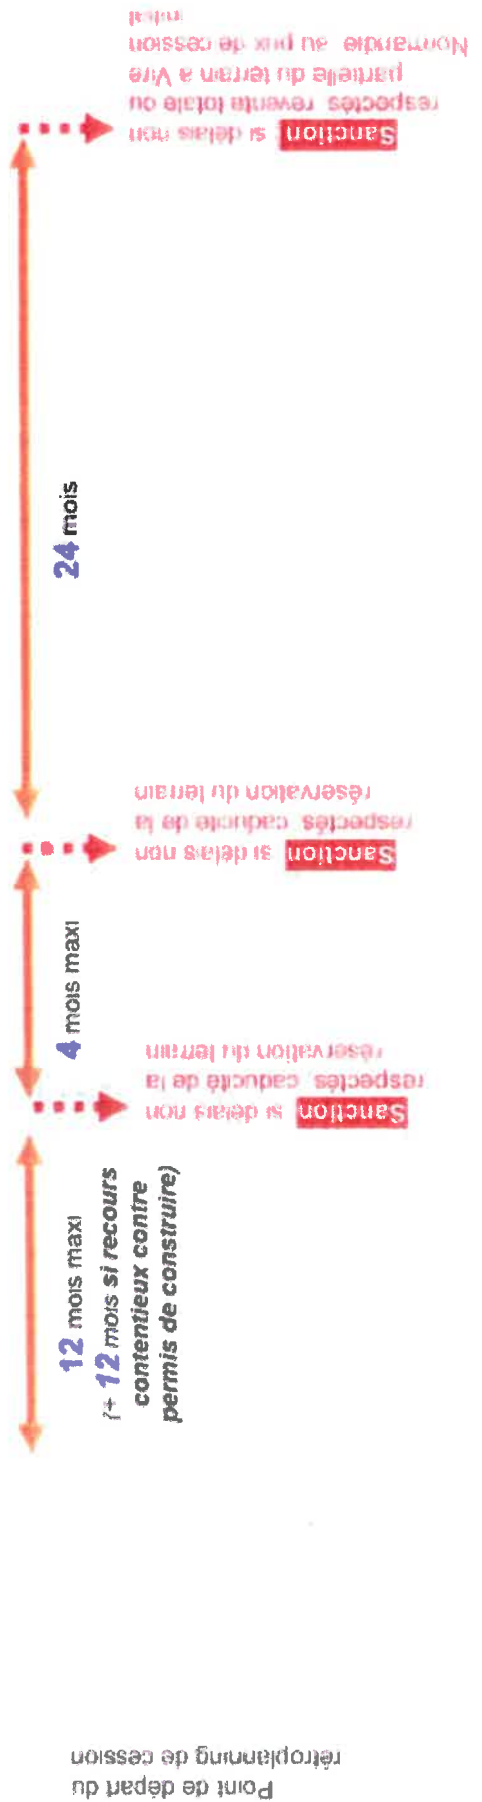 Point de départ du
rétroplanning de cession
12 mois maxi
(+ 12 mois si recours
contentieux contre
permis de construire)
Sanction si délais non
respectés caducité de la
réservation du terrain
4 mois maxi
Sanction si délais non
respectés caducité de la
réservation du terrain
24 mois
Sanction si délais non
respectés revente totale ou
partielle du terrain à Vire
Normandie au prix de cession
initial